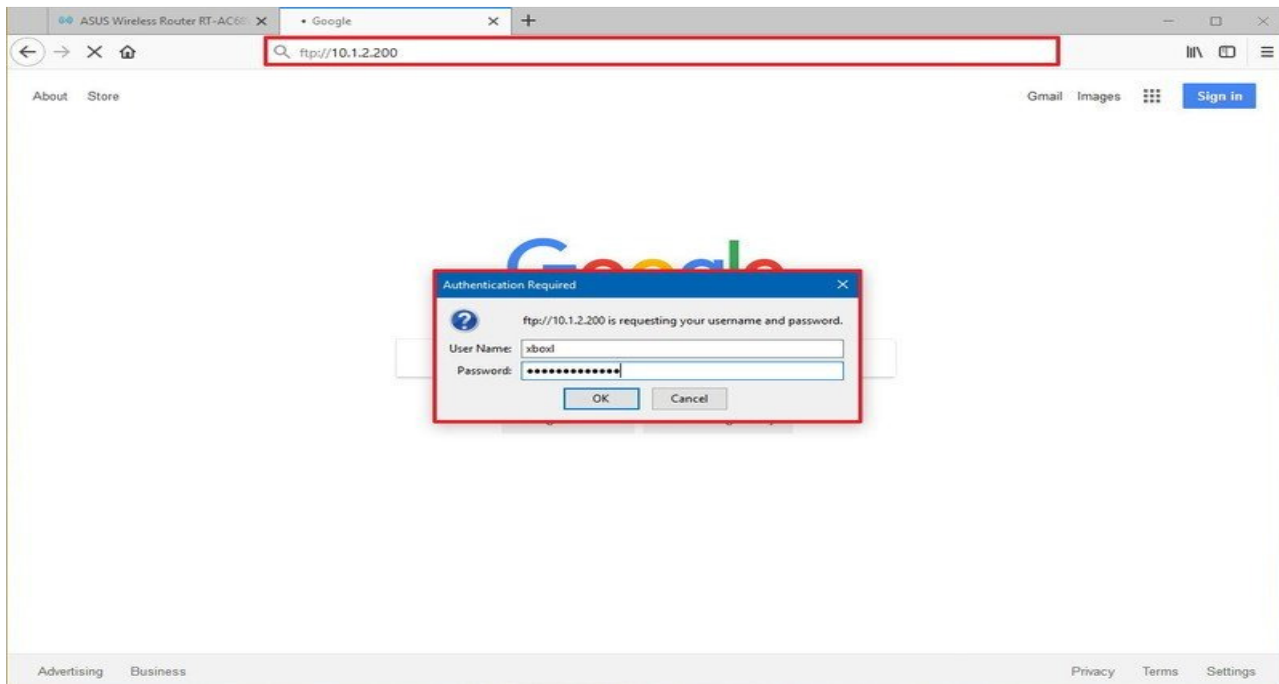 ASUS Wireless Router RT-AC68
Google
ftp://10.1.2.200
About Store
Gmail Images Sign in
Google
Authentication Required
ftp://10.1.2.200 is requesting your username and password.
User Name: xboxl
Password: •••••••••••••
OK Cancel
Advertising Business
Privacy Terms Settings